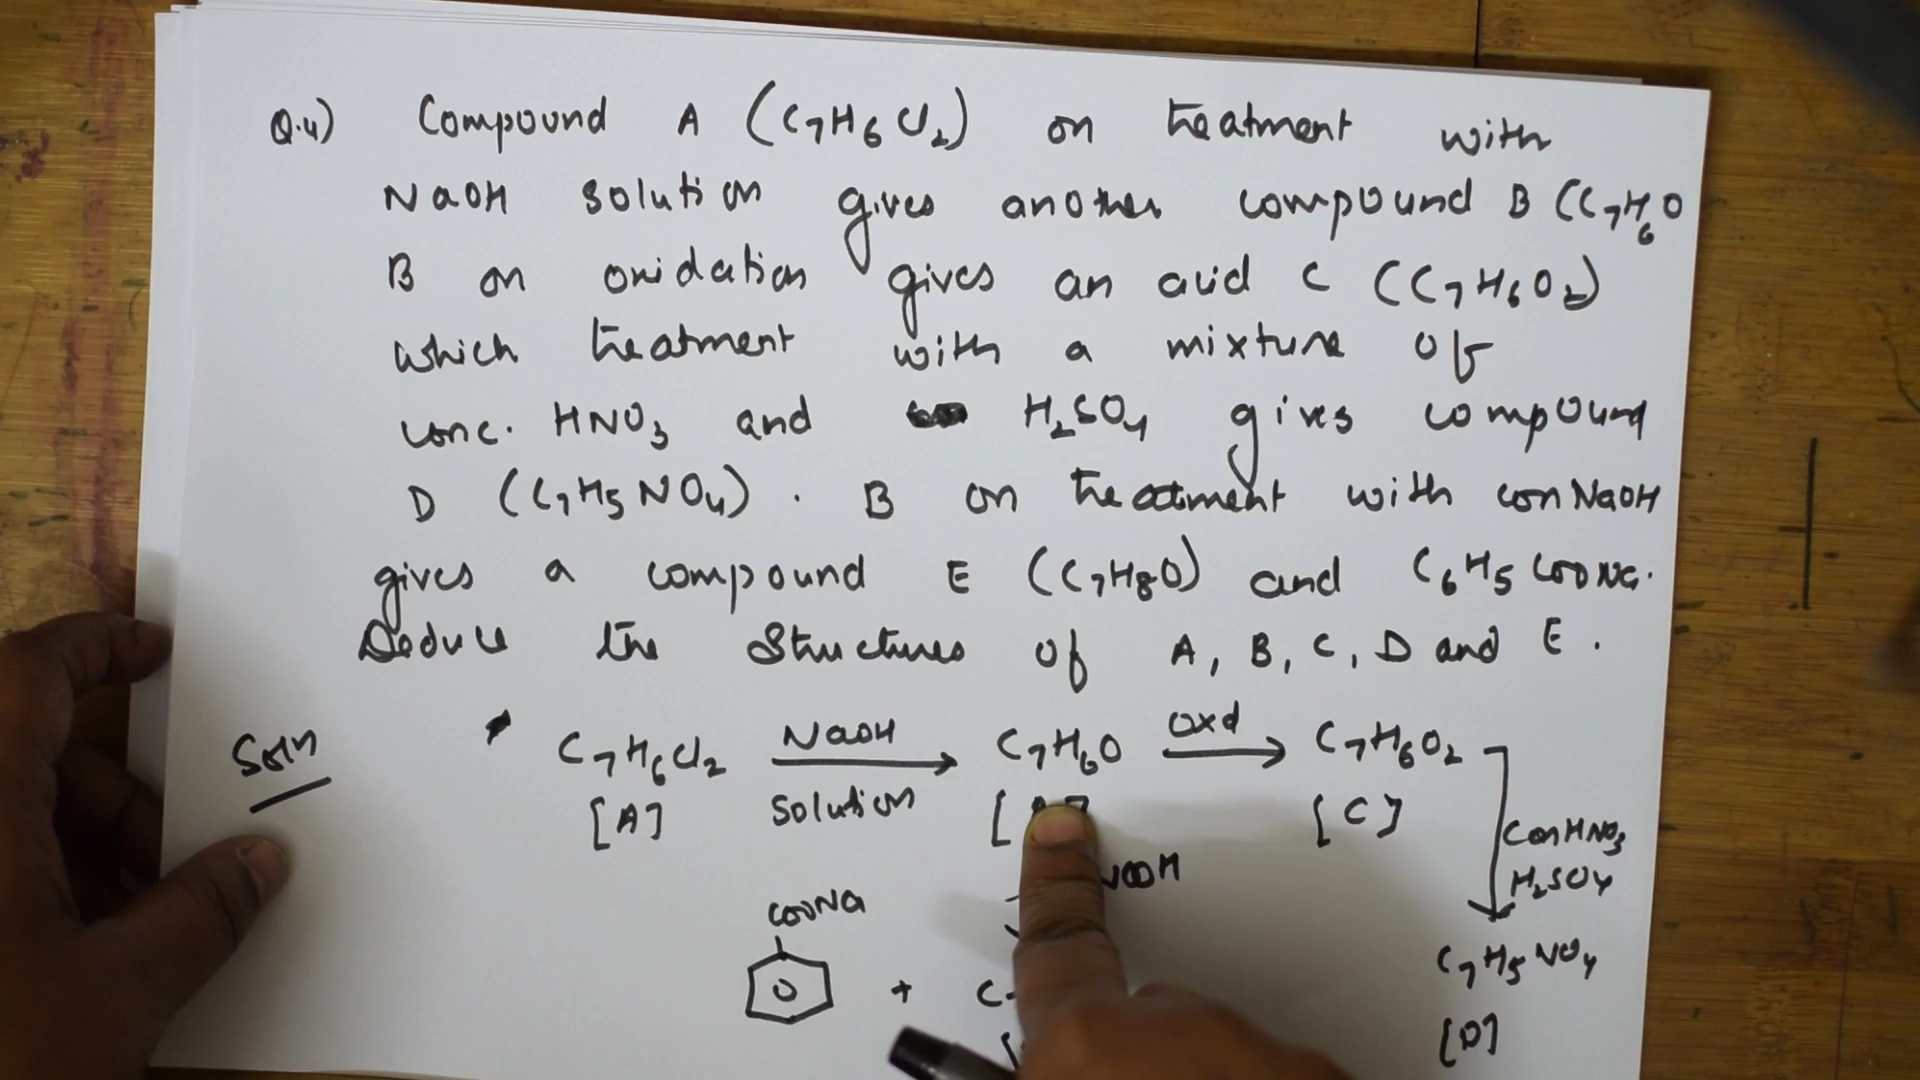 Q.4) Compound A (C7H6Cl2) on treatment with
NaOH solution gives another compound B (C7H6O
B on oxidation gives an acid C (C7H6O2)
which treatment with a mixture of
conc. HNO3 and H2SO4 gives compound
D (C7H5NO4) . B on treatment with con NaOH
gives a compound E (C7H8O) and C6H5COONa.
Deduce the structures of A, B, C, D and E .
Soln
C7H6Cl2 NaOH solution C7H6O oxd C7H6O2
[A] [C]
Con HNO3
H2SO4
COONa
+ C
C7H5NO4
[D]